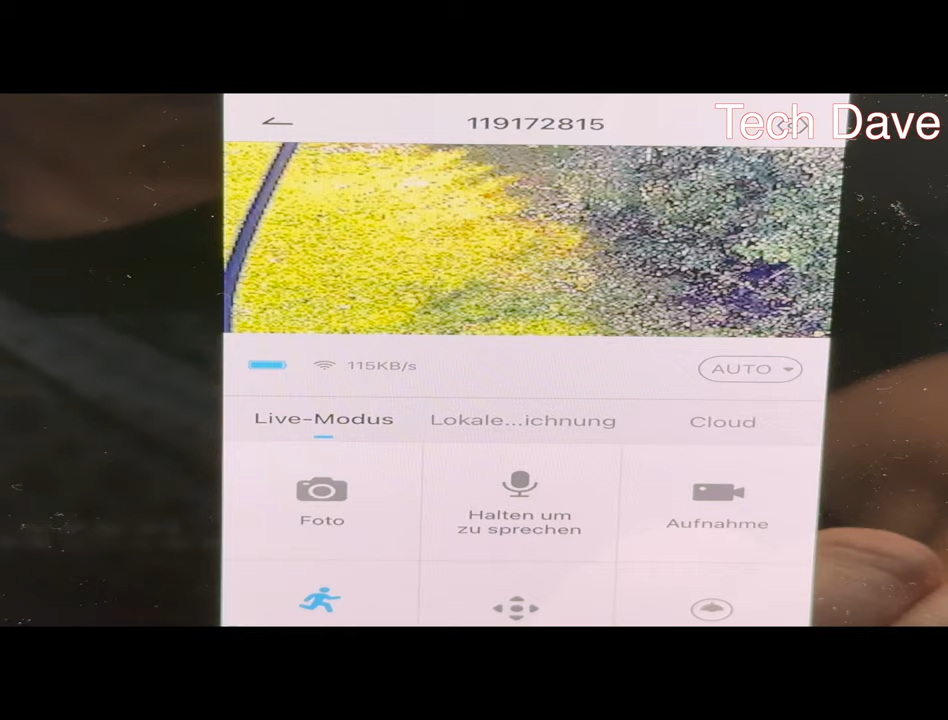 119172815
Tech Dave
115KB/s
AUTO
Live-Modus
Lokale...ichnung
Cloud
Foto
Halten um
zu sprechen
Aufnahme